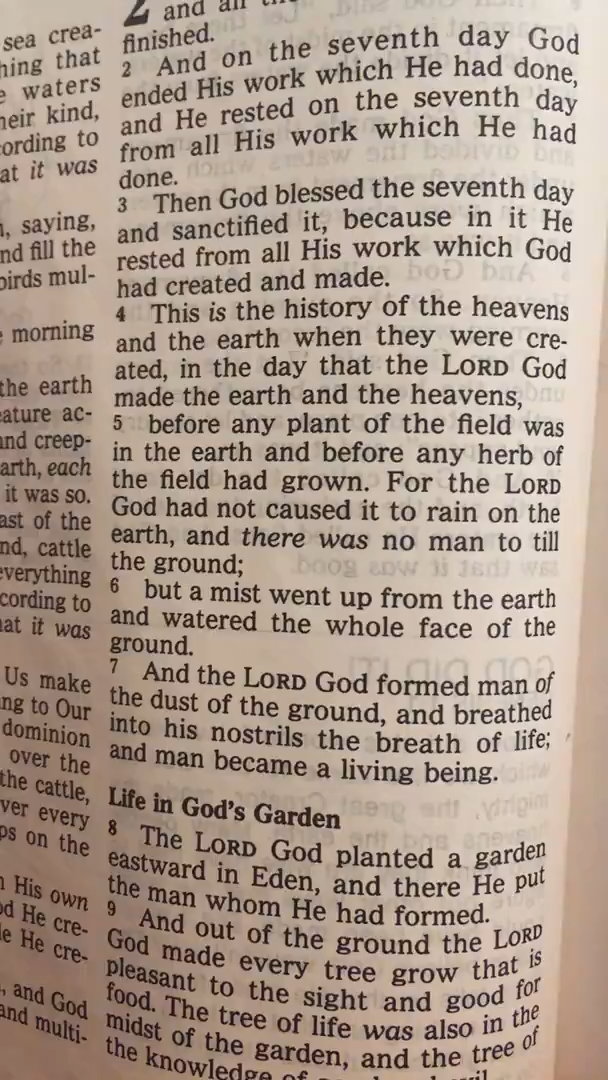 sea crea-
hing that
waters
heir kind,
cording to
at it was
, saying,
nd fill the
birds mul-
morning
the earth
eature ac-
and creep-
arth, each
it was so.
ast of the
nd, cattle
everything
cording to
hat it was
Us make
ng to Our
dominion
over the
the cattle,
ver every
ps on the
His own
od He cre-
le He cre-
, and God
and multi-
2 and all
finished.
2 And on the seventh day God
ended His work which He had done,
and He rested on the seventh day
from all His work which He had
done.
3 Then God blessed the seventh day
and sanctified it, because in it He
rested from all His work which God
had created and made.
4 This is the history of the heavens
and the earth when they were cre-
ated, in the day that the LORD God
made the earth and the heavens,
5 before any plant of the field was
in the earth and before any herb of
the field had grown. For the LORD
God had not caused it to rain on the
earth, and there was no man to till
the ground;
6 but a mist went up from the earth
and watered the whole face of the
ground.
7 And the LORD God formed man of
the dust of the ground, and breathed
into his nostrils the breath of life;
and man became a living being.
Life in God's Garden
8 The LORD God planted a garden
eastward in Eden, and there He put
the man whom He had formed.
9 And out of the ground the LORD
God made every tree grow that is
pleasant to the sight and good for
food. The tree of life was also in the
midst of the garden, and the tree of
the knowledge of